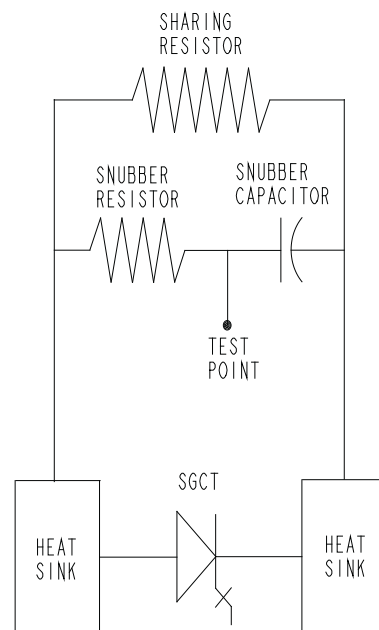 SHARING
RESISTOR
SNUBBER
RESISTOR
SNUBBER
CAPACITOR
TEST
POINT
SGCT
HEAT
SINK
HEAT
SINK